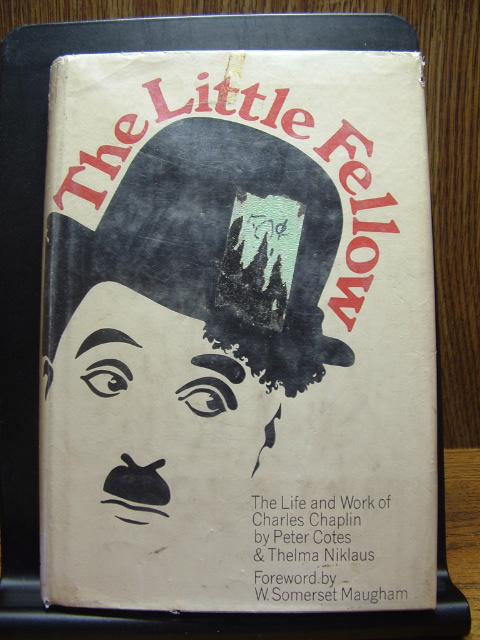 The Little Fellow
The Life and Work of
Charles Chaplin
by Peter Cotes
& Thelma Niklaus
Foreword by
W. Somerset Maugham